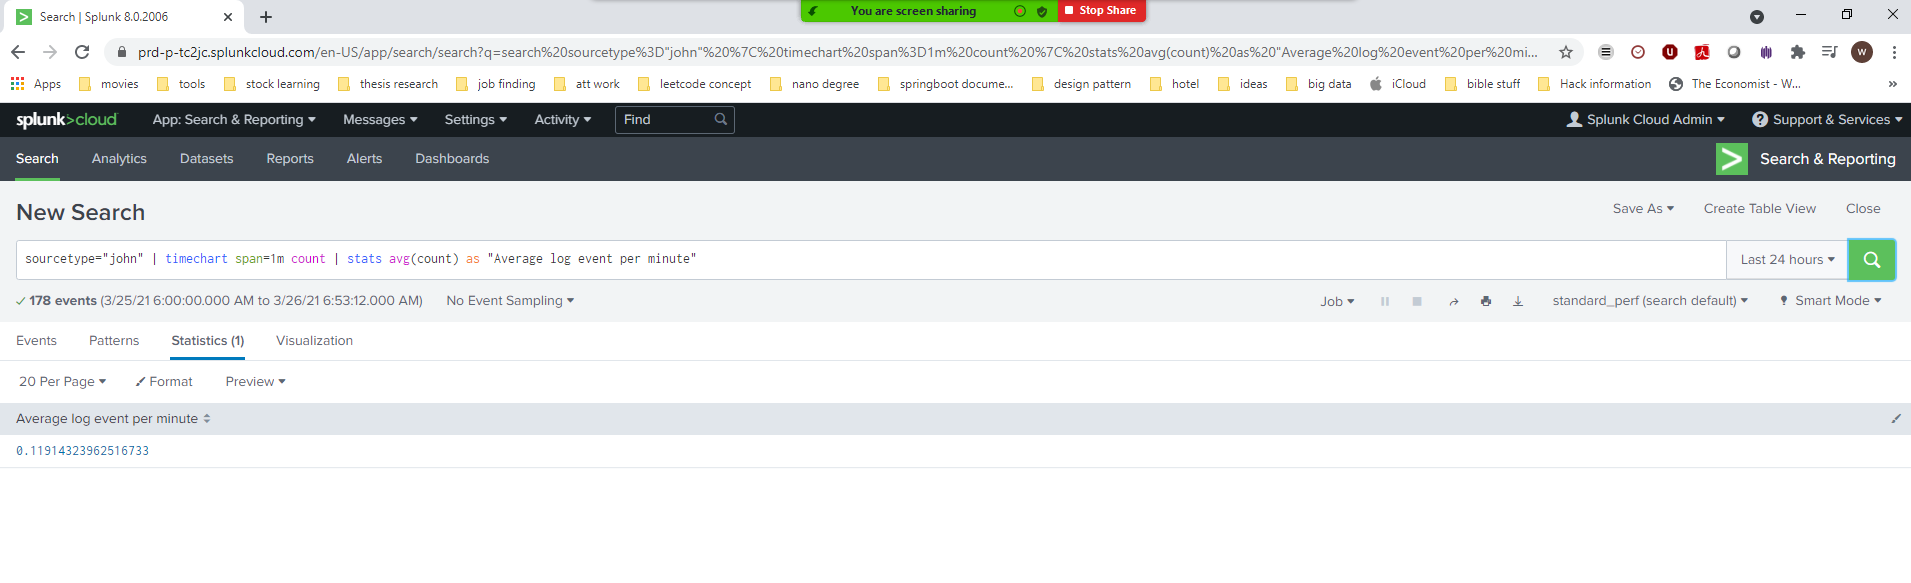 Search | Splunk 8.0.2006
You are screen sharing
Stop Share
prd-p-tc2jc.splunkcloud.com/en-US/app/search/search?q=search%20sourcetype%3D"john"%20%7C%20timechart%20span%3D1m%20count%20%7C%20stats%20avg(count)%20as%20"Average%20log%20event%20per%20mi...
W
Apps movies tools stock learning thesis research job finding att work leetcode concept nano degree springboot docume... design pattern hotel ideas big data iCloud bible stuff Hack information The Economist - W... »
splunk>cloud App: Search & Reporting Messages Settings Activity Find Splunk Cloud Admin Support & Services
Search Analytics Datasets Reports Alerts Dashboards Search & Reporting
New Search Save As Create Table View Close
sourcetype="john" | timechart span=1m count | stats avg(count) as "Average log event per minute" Last 24 hours
✓ 178 events (3/25/21 6:00:00.000 AM to 3/26/21 6:53:12.000 AM) No Event Sampling Job standard_perf (search default) Smart Mode
Events Patterns Statistics (1) Visualization
20 Per Page Format Preview
Average log event per minute
0.11914323962516733